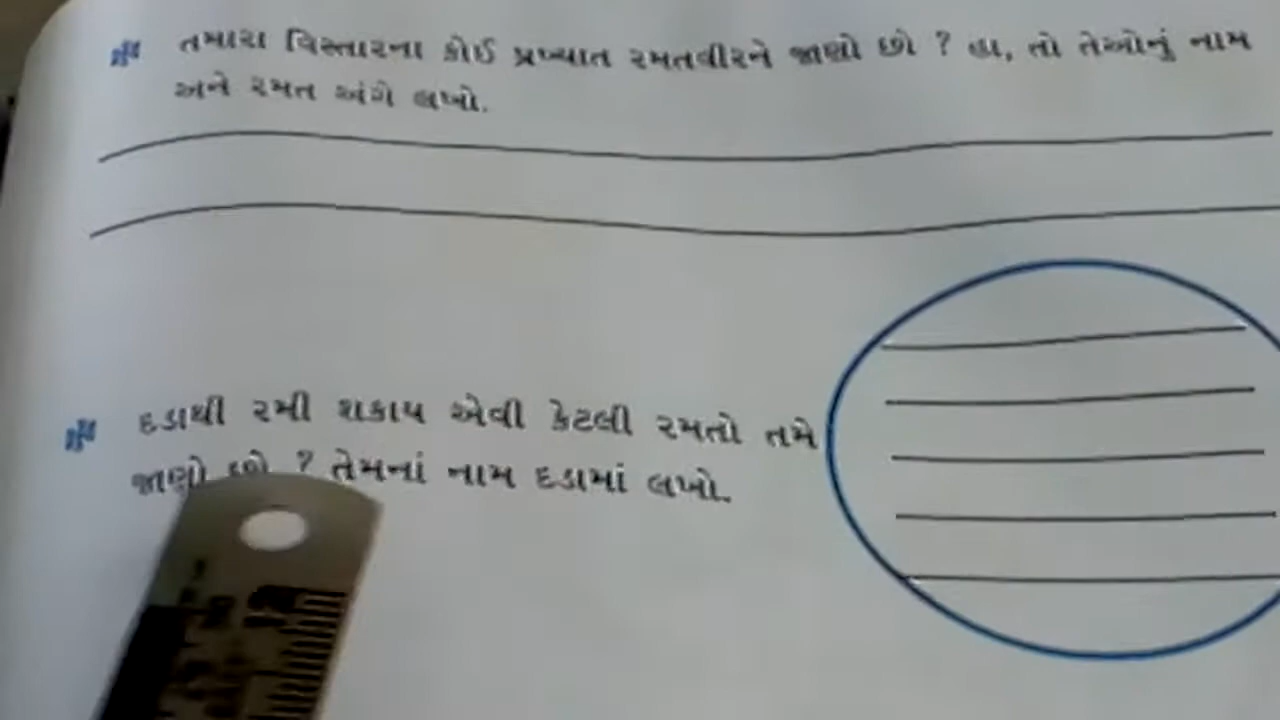 તમારા વિસ્તારના કોઈ પ્રખ્યાત રમતવીરને જાણો છો ? હા, તો તેઓનું નામ
અને રમત અંગે લખો.
દડાથી રમી શકાય એવી કેટલી રમતો તમે
જાણો છો ? તેમનાં નામ દડામાં લખો.